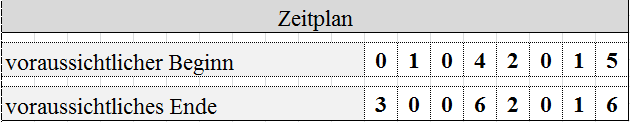 Zeitplan
voraussichtlicher Beginn 0 1 0 4 2 0 1 5
voraussichtliches Ende 3 0 0 6 2 0 1 6